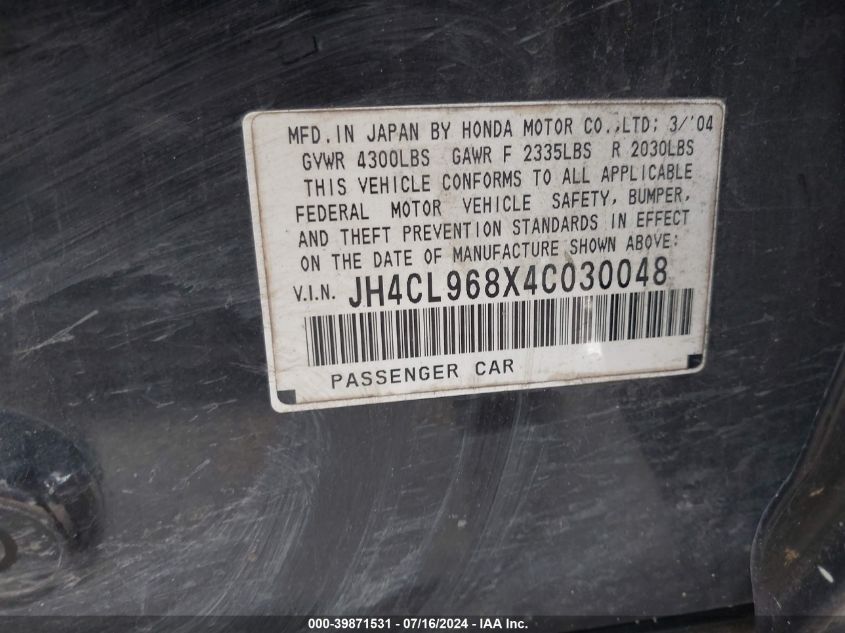 MFD.IN JAPAN BY HONDA MOTOR CO.,LTD; 3/'04
GVWR 4300LBS GAWR F 2335LBS R 2030LBS
THIS VEHICLE CONFORMS TO ALL APPLICABLE
FEDERAL MOTOR VEHICLE SAFETY, BUMPER,
AND THEFT PREVENTION STANDARDS IN EFFECT
ON THE DATE OF MANUFACTURE SHOWN ABOVE:
V.I.N. JH4CL968X4C030048
PASSENGER CAR
000-39871531 - 07/16/2024 - IAA Inc.